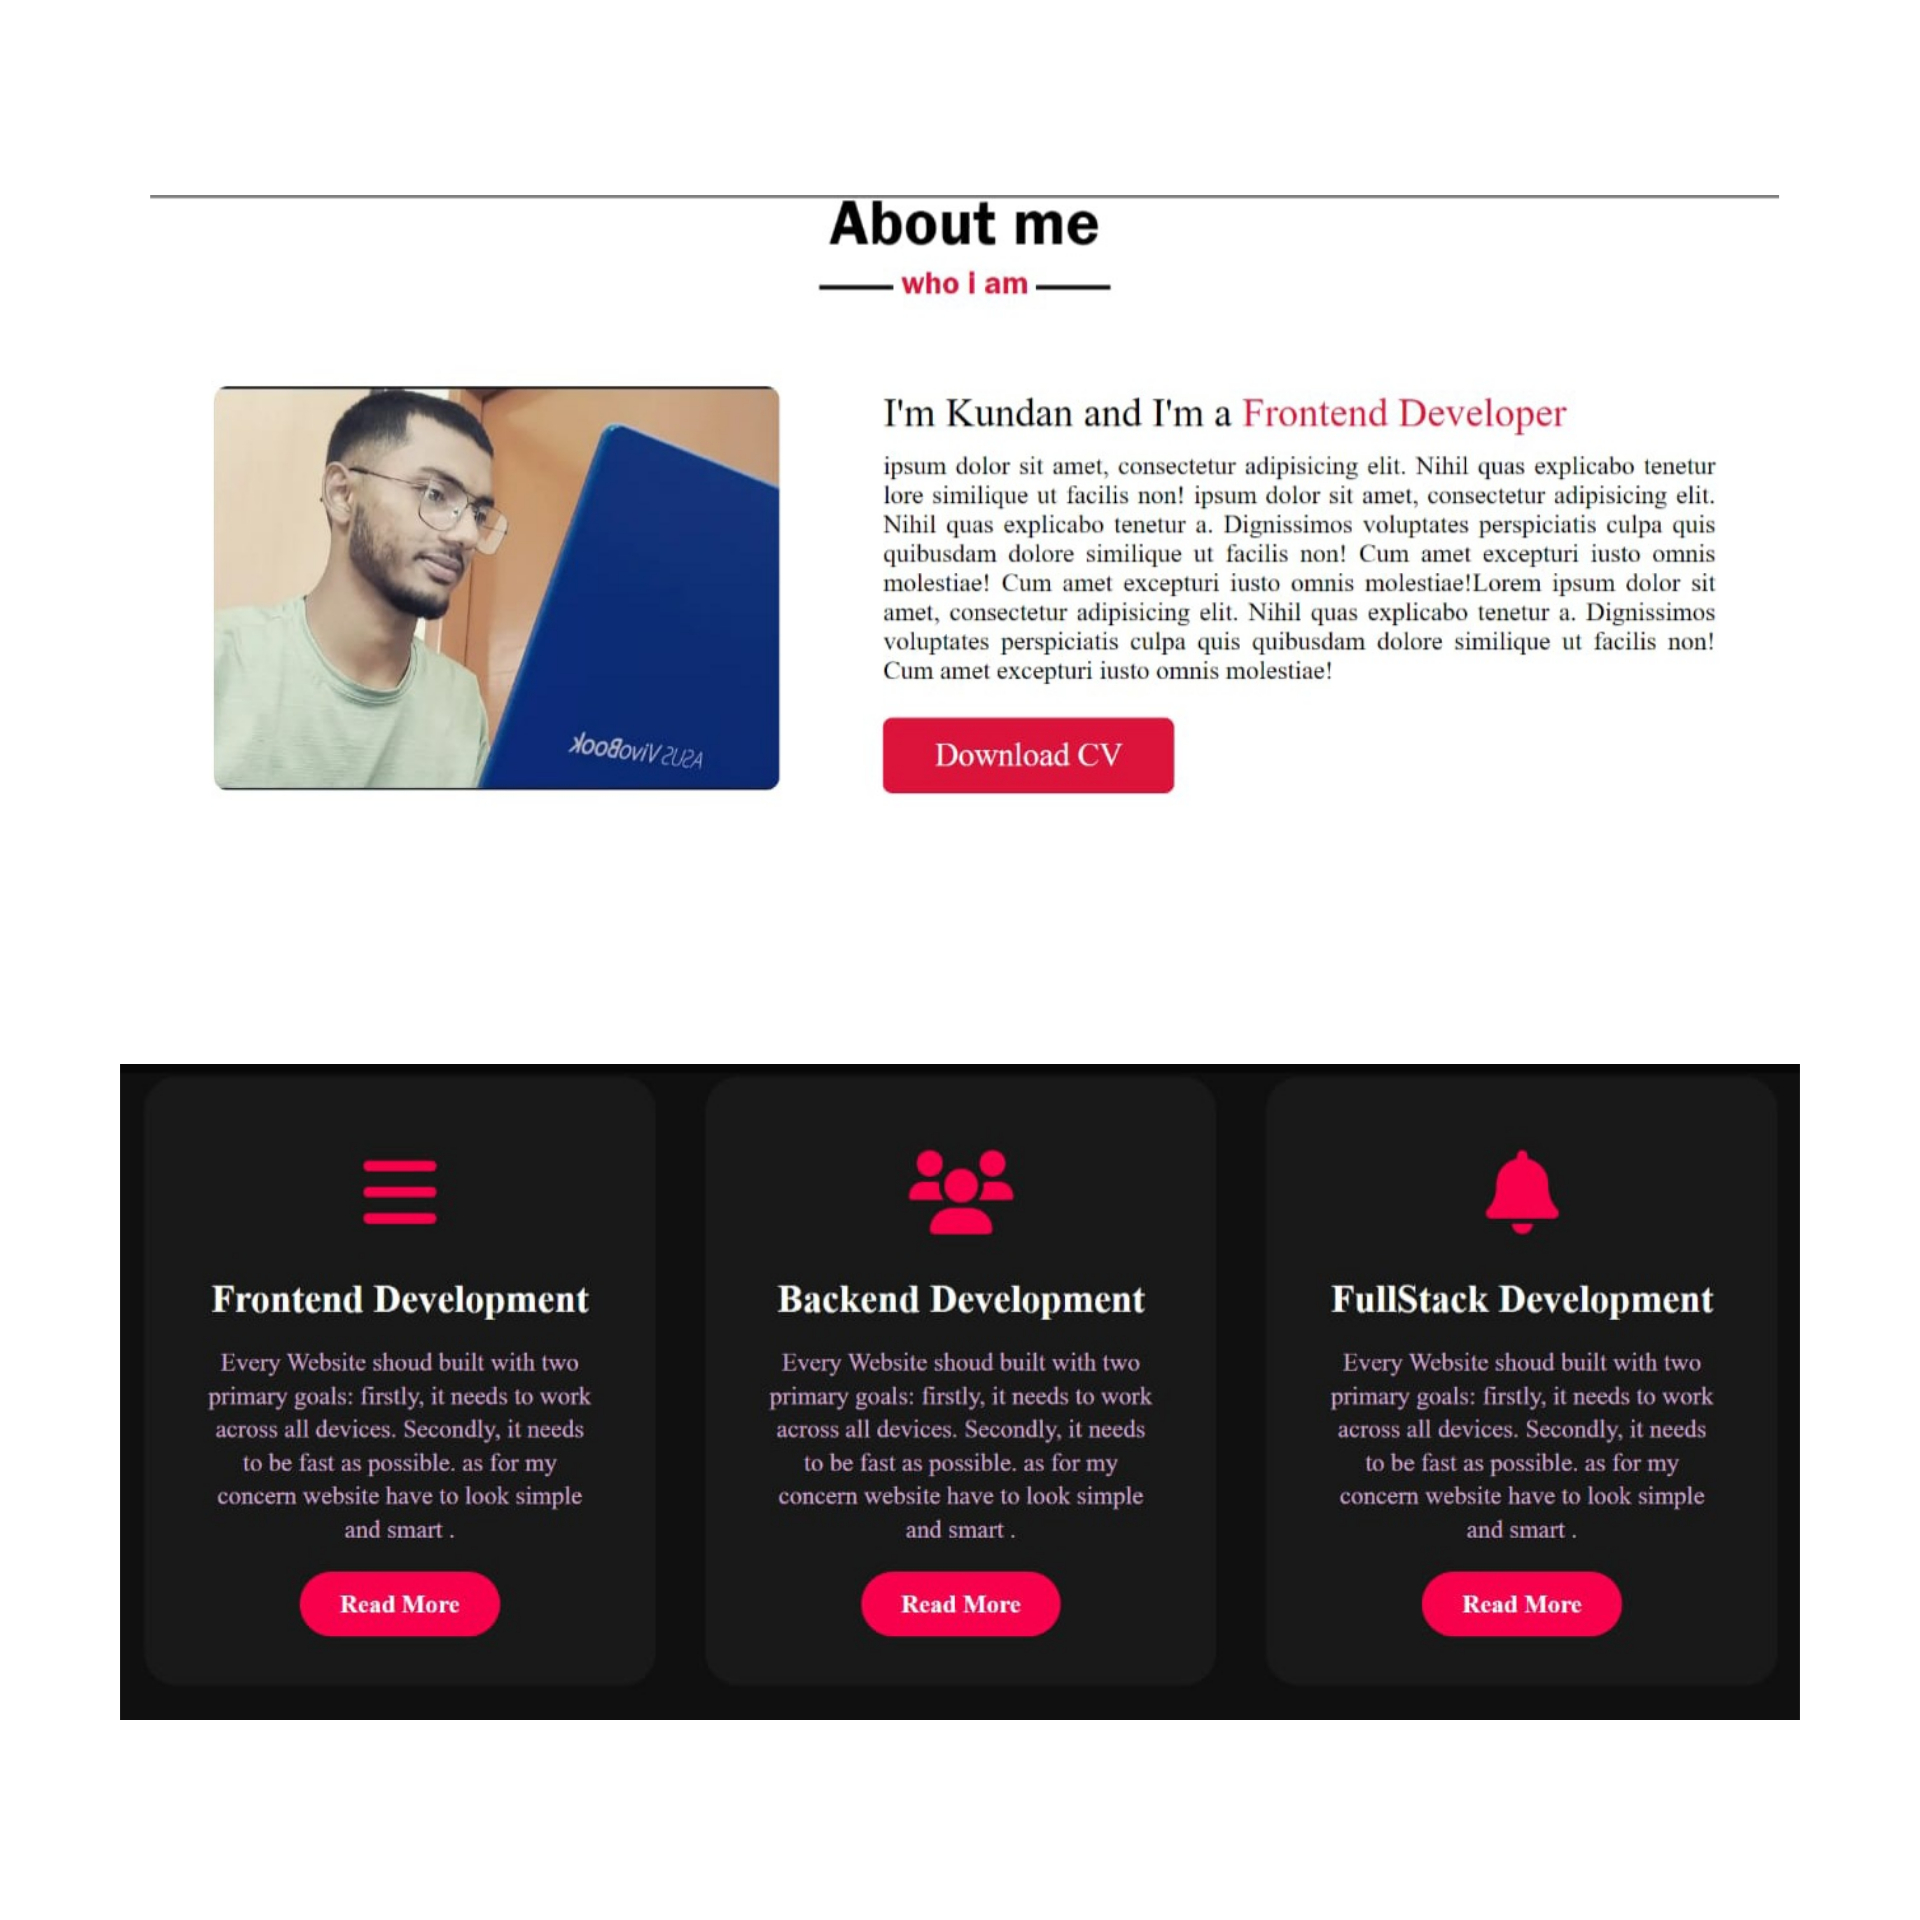 About me
who i am
I'm Kundan and I'm a Frontend Developer
ipsum dolor sit amet, consectetur adipisicing elit. Nihil quas explicabo tenetur
lore similique ut facilis non! ipsum dolor sit amet, consectetur adipisicing elit.
Nihil quas explicabo tenetur a. Dignissimos voluptates perspiciatis culpa quis
quibusdam dolore similique ut facilis non! Cum amet excepturi iusto omnis
molestiae! Cum amet excepturi iusto omnis molestiae!Lorem ipsum dolor sit
amet, consectetur adipisicing elit. Nihil quas explicabo tenetur a. Dignissimos
voluptates perspiciatis culpa quis quibusdam dolore similique ut facilis non!
Cum amet excepturi iusto omnis molestiae!
Download CV
ASUS VivoBook
Frontend Development
Every Website shoud built with two
primary goals: firstly, it needs to work
across all devices. Secondly, it needs
to be fast as possible. as for my
concern website have to look simple
and smart .
Read More
Backend Development
Every Website shoud built with two
primary goals: firstly, it needs to work
across all devices. Secondly, it needs
to be fast as possible. as for my
concern website have to look simple
and smart .
Read More
FullStack Development
Every Website shoud built with two
primary goals: firstly, it needs to work
across all devices. Secondly, it needs
to be fast as possible. as for my
concern website have to look simple
and smart .
Read More